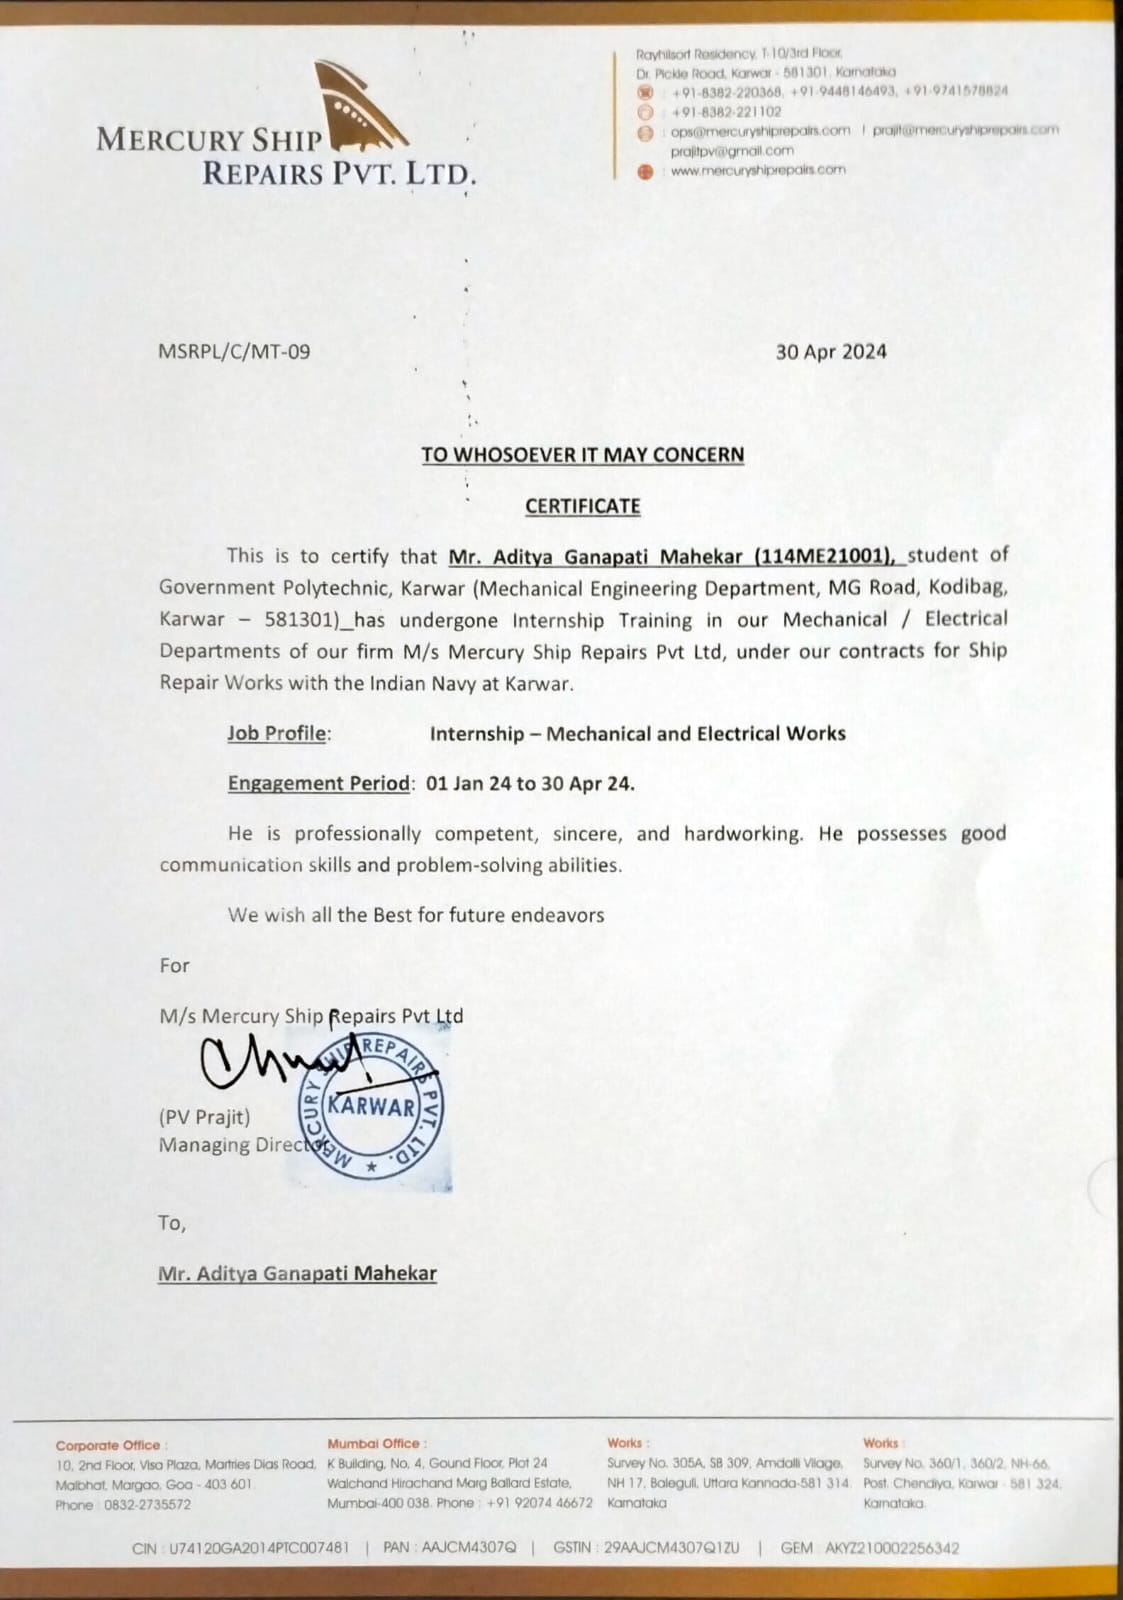 MERCURY SHIP
REPAIRS PVT. LTD.
Rayhilsort Residency, T-10/3rd Floor,
Dr. Pickle Road, Karwar - 581301, Karnataka
: +91-8382-220368, +91-9448146493, +91-9741578824
: +91-8382-221102
: ops@mercuryshiprepairs.com | prajit@mercuryshiprepairs.com
prajitpv@gmail.com
: www.mercuryshiprepairs.com
MSRPL/C/MT-09
30 Apr 2024
TO WHOSOEVER IT MAY CONCERN
CERTIFICATE
This is to certify that Mr. Aditya Ganapati Mahekar (114ME21001), student of
Government Polytechnic, Karwar (Mechanical Engineering Department, MG Road, Kodibag,
Karwar – 581301)_has undergone Internship Training in our Mechanical / Electrical
Departments of our firm M/s Mercury Ship Repairs Pvt Ltd, under our contracts for Ship
Repair Works with the Indian Navy at Karwar.
Job Profile: Internship – Mechanical and Electrical Works
Engagement Period: 01 Jan 24 to 30 Apr 24.
He is professionally competent, sincere, and hardworking. He possesses good
communication skills and problem-solving abilities.
We wish all the Best for future endeavors
For
M/s Mercury Ship Repairs Pvt Ltd
MERCURY SHIP REPAIRS PVT. LTD. ★
KARWAR
(PV Prajit)
Managing Director
To,
Mr. Aditya Ganapati Mahekar
Corporate Office :
10, 2nd Floor, Visa Plaza, Martries Dias Road,
Malbhat, Margao, Goa - 403 601
Phone : 0832-2735572
Mumbai Office :
K Building, No. 4, Gound Floor, Plot 24
Walchand Hirachand Marg Ballard Estate,
Mumbai-400 038. Phone : +91 92074 46672
Works :
Survey No. 305A, SB 309, Amdalli Vilage,
NH 17, Baleguli, Uttara Kannada-581 314.
Karnataka
Works :
Survey No. 360/1, 360/2, NH-66,
Post. Chendiya, Karwar - 581 324,
Karnataka.
CIN : U74120GA2014PTC007481 | PAN : AAJCM4307Q | GSTIN : 29AAJCM4307Q1ZU | GEM : AKYZ210002256342